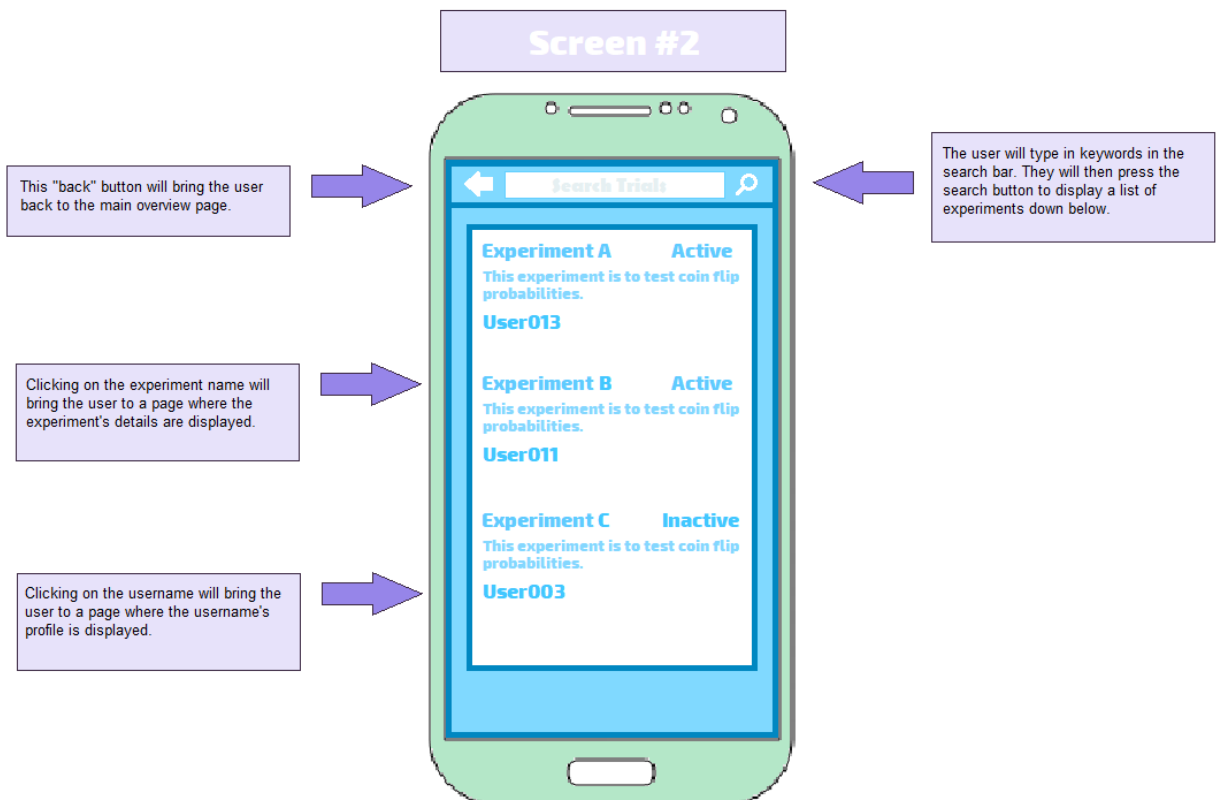 Screen #2
This "back" button will bring the user
back to the main overview page.
The user will type in keywords in the
search bar. They will then press the
search button to display a list of
experiments down below.
Search Trials
Experiment A Active
This experiment is to test coin flip
probabilities.
User013
Clicking on the experiment name will
bring the user to a page where the
experiment's details are displayed.
Experiment B Active
This experiment is to test coin flip
probabilities.
User011
Experiment C Inactive
This experiment is to test coin flip
probabilities.
User003
Clicking on the username will bring the
user to a page where the username's
profile is displayed.